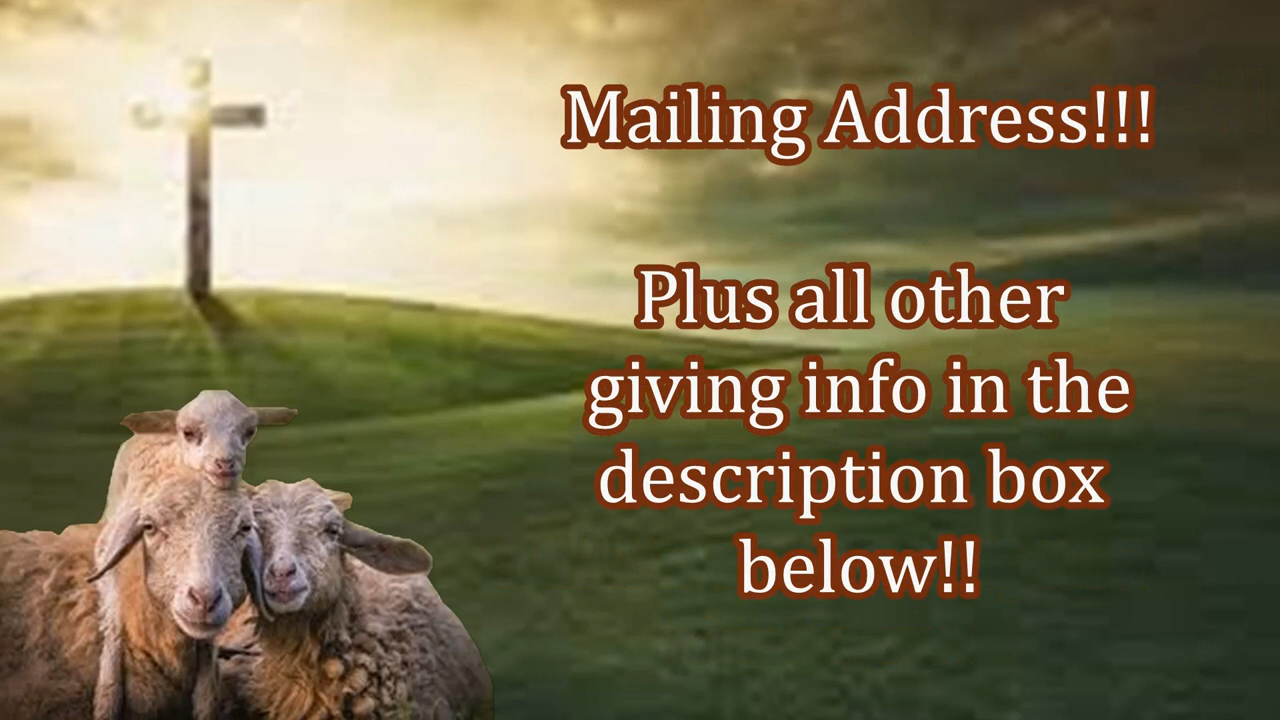 Mailing Address!!!
Plus all other
giving info in the
description box
below!!